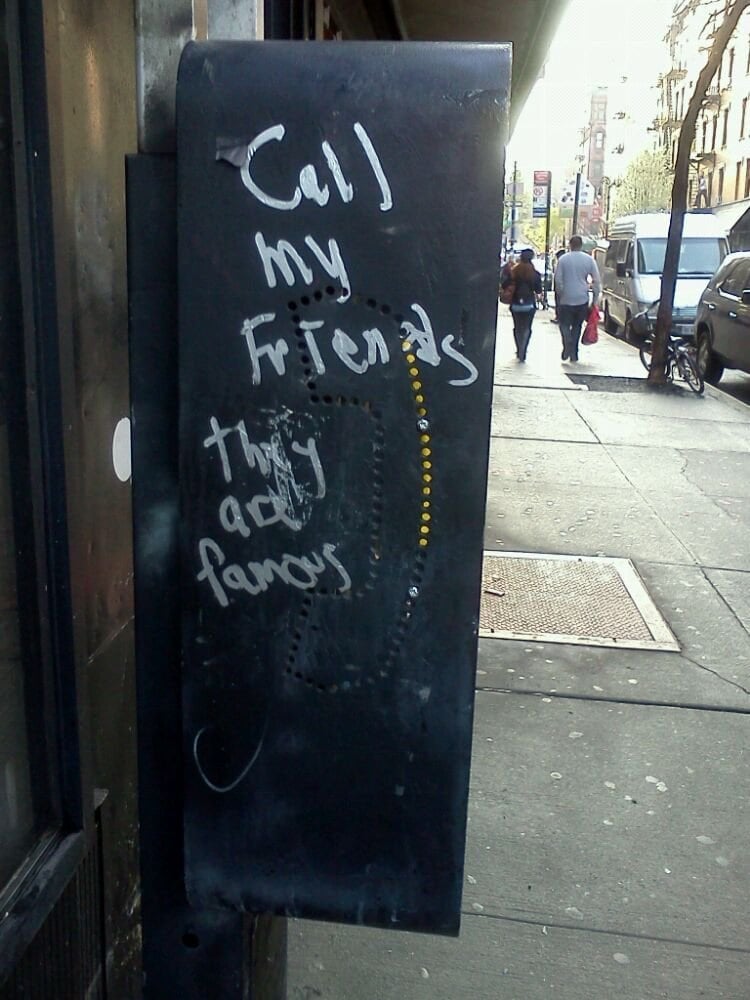 Call
my
Friends
they
are
famous